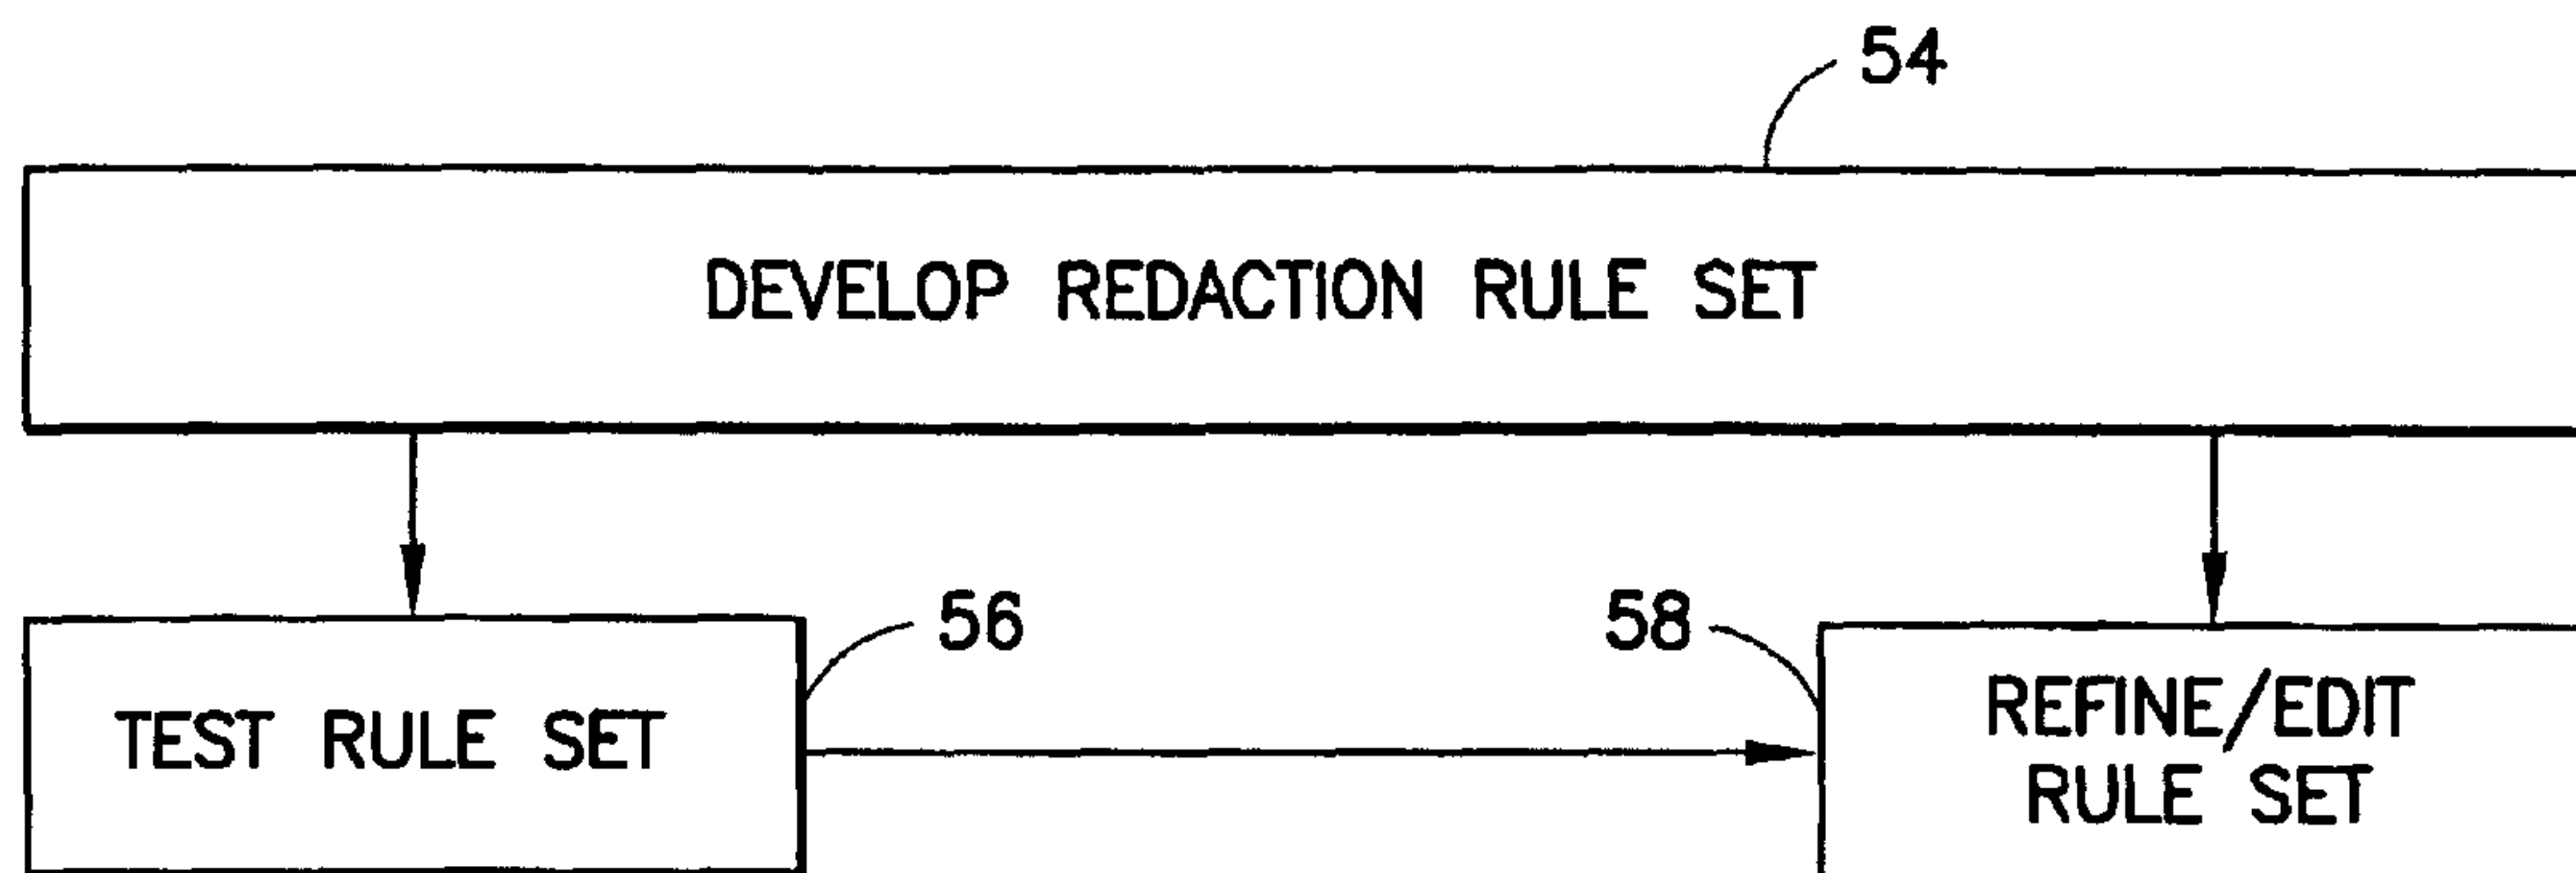 54
DEVELOP REDACTION RULE SET
56
58
TEST RULE SET
REFINE/EDIT
RULE SET